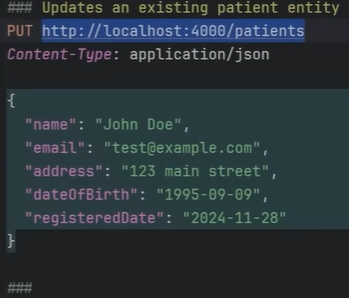 ### Updates an existing patient entity
PUT http://localhost:4000/patients
Content-Type: application/json
{
"name": "John Doe",
"email": "test@example.com",
"address": "123 main street",
"dateOfBirth": "1995-09-09",
"registeredDate": "2024-11-28"
}
###